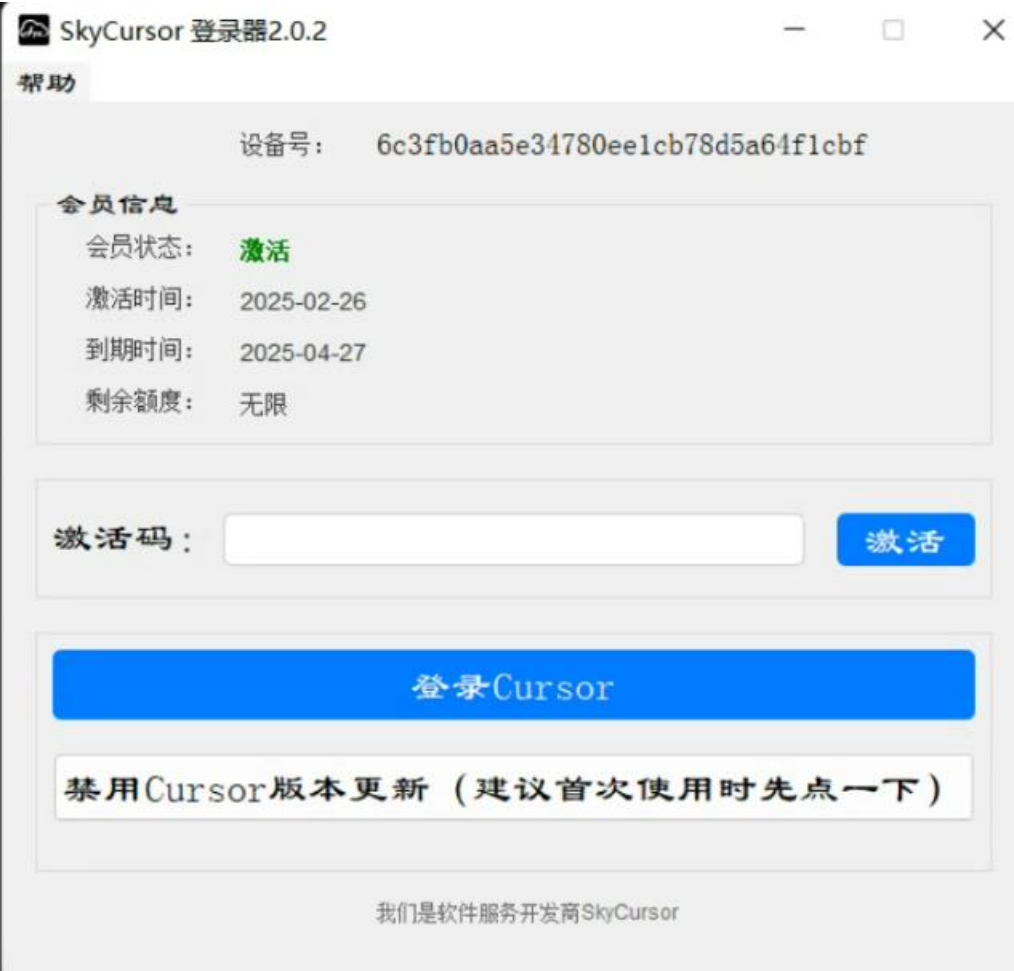 SkyCursor 登录器2.0.2
帮助
设备号： 6c3fb0aa5e34780ee1cb78d5a64f1cbf
会员信息
会员状态： 激活
激活时间： 2025-02-26
到期时间： 2025-04-27
剩余额度： 无限
激活码： 激活
登录Cursor
禁用Cursor版本更新（建议首次使用时先点一下）
我们是软件服务开发商SkyCursor